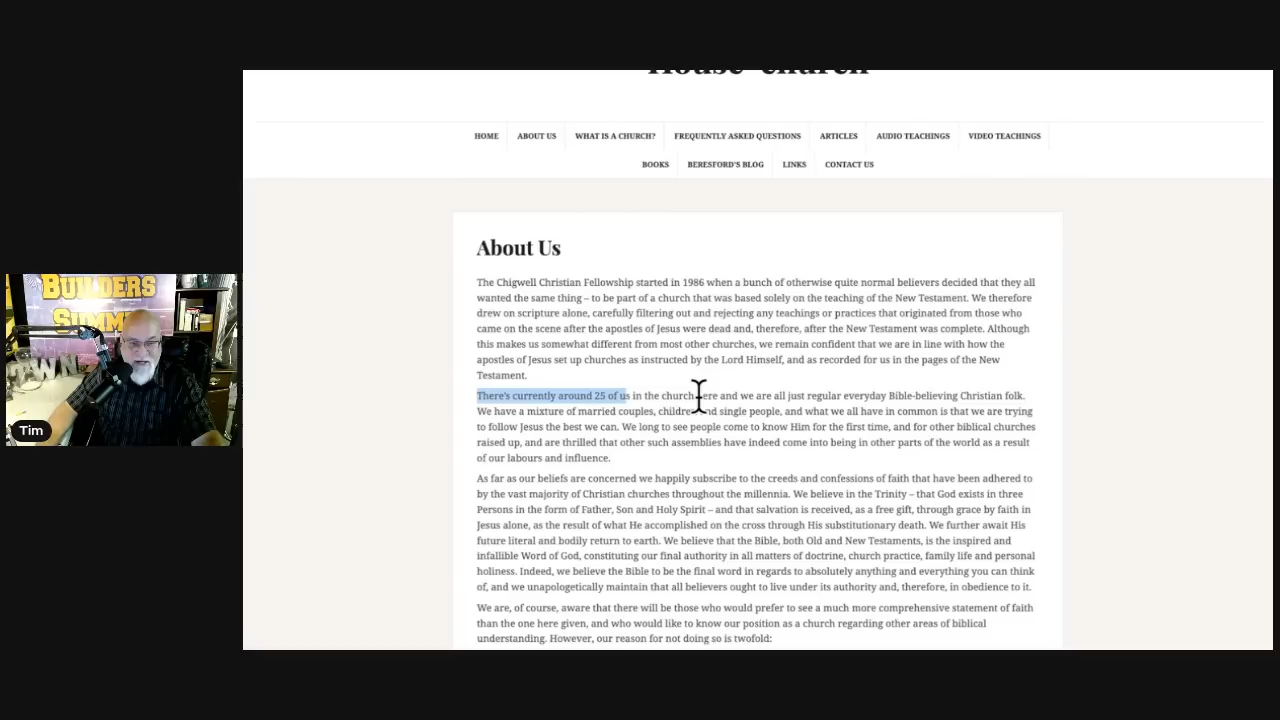 House-church
HOME ABOUT US WHAT IS A CHURCH? FREQUENTLY ASKED QUESTIONS ARTICLES AUDIO TEACHINGS VIDEO TEACHINGS
BOOKS BERESFORD'S BLOG LINKS CONTACT US
About Us
The Chigwell Christian Fellowship started in 1986 when a bunch of otherwise quite normal believers decided that they all
wanted the same thing – to be part of a church that was based solely on the teaching of the New Testament. We therefore
drew on scripture alone, carefully filtering out and rejecting any teachings or practices that originated from those who
came on the scene after the apostles of Jesus were dead and, therefore, after the New Testament was complete. Although
this makes us somewhat different from most other churches, we remain confident that we are in line with how the
apostles of Jesus set up churches as instructed by the Lord Himself, and as recorded for us in the pages of the New
Testament.
There's currently around 25 of us in the church here and we are all just regular everyday Bible-believing Christian folk.
We have a mixture of married couples, children and single people, and what we all have in common is that we are trying
to follow Jesus the best we can. We long to see people come to know Him for the first time, and for other biblical churches
raised up, and are thrilled that other such assemblies have indeed come into being in other parts of the world as a result
of our labours and influence.
As far as our beliefs are concerned we happily subscribe to the creeds and confessions of faith that have been adhered to
by the vast majority of Christian churches throughout the millennia. We believe in the Trinity – that God exists in three
Persons in the form of Father, Son and Holy Spirit – and that salvation is received, as a free gift, through grace by faith in
Jesus alone, as the result of what He accomplished on the cross through His substitutionary death. We further await His
future literal and bodily return to earth. We believe that the Bible, both Old and New Testaments, is the inspired and
infallible Word of God, constituting our final authority in all matters of doctrine, church practice, family life and personal
holiness. Indeed, we believe the Bible to be the final word in regards to absolutely anything and everything you can think
of, and we unapologetically maintain that all believers ought to live under its authority and, therefore, in obedience to it.
We are, of course, aware that there will be those who would prefer to see a much more comprehensive statement of faith
than the one here given, and who would like to know our position as a church regarding other areas of biblical
understanding. However, our reason for not doing so is twofold:
BUILDERS
SUMM
Tim